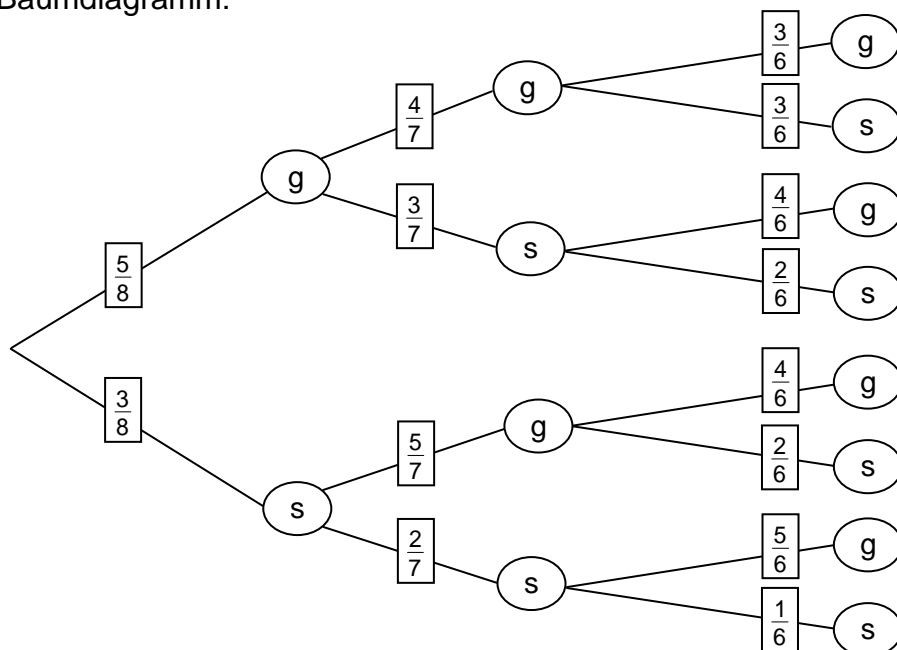 Baumdiagramm:
3/6 g
4/7 g
3/6 s
g
3/7 s
4/6 g
5/8
2/6 s
3/8
4/6 g
5/7 g
2/6 s
s
2/7 s
5/6 g
1/6 s